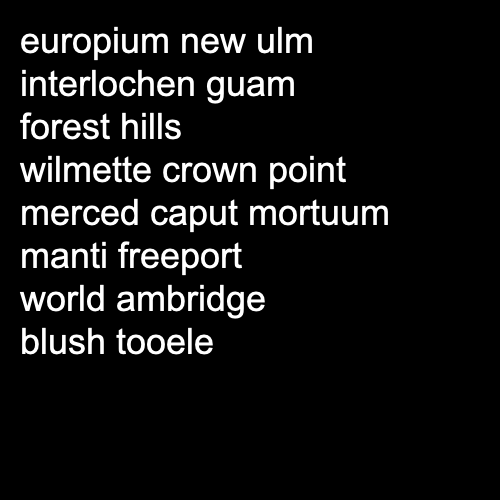 europium new ulm
interlochen guam
forest hills
wilmette crown point
merced caput mortuum
manti freeport
world ambridge
blush tooele